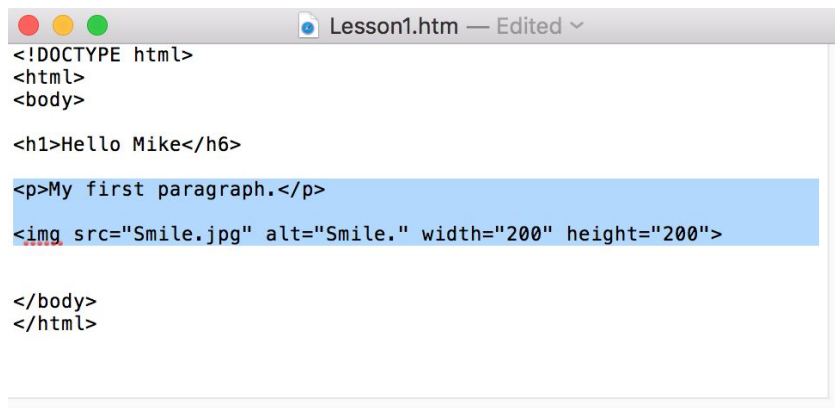 Lesson1.htm — Edited
<!DOCTYPE html>
<html>
<body>
<h1>Hello Mike</h6>
<p>My first paragraph.</p>
<img src="Smile.jpg" alt="Smile." width="200" height="200">
</body>
</html>